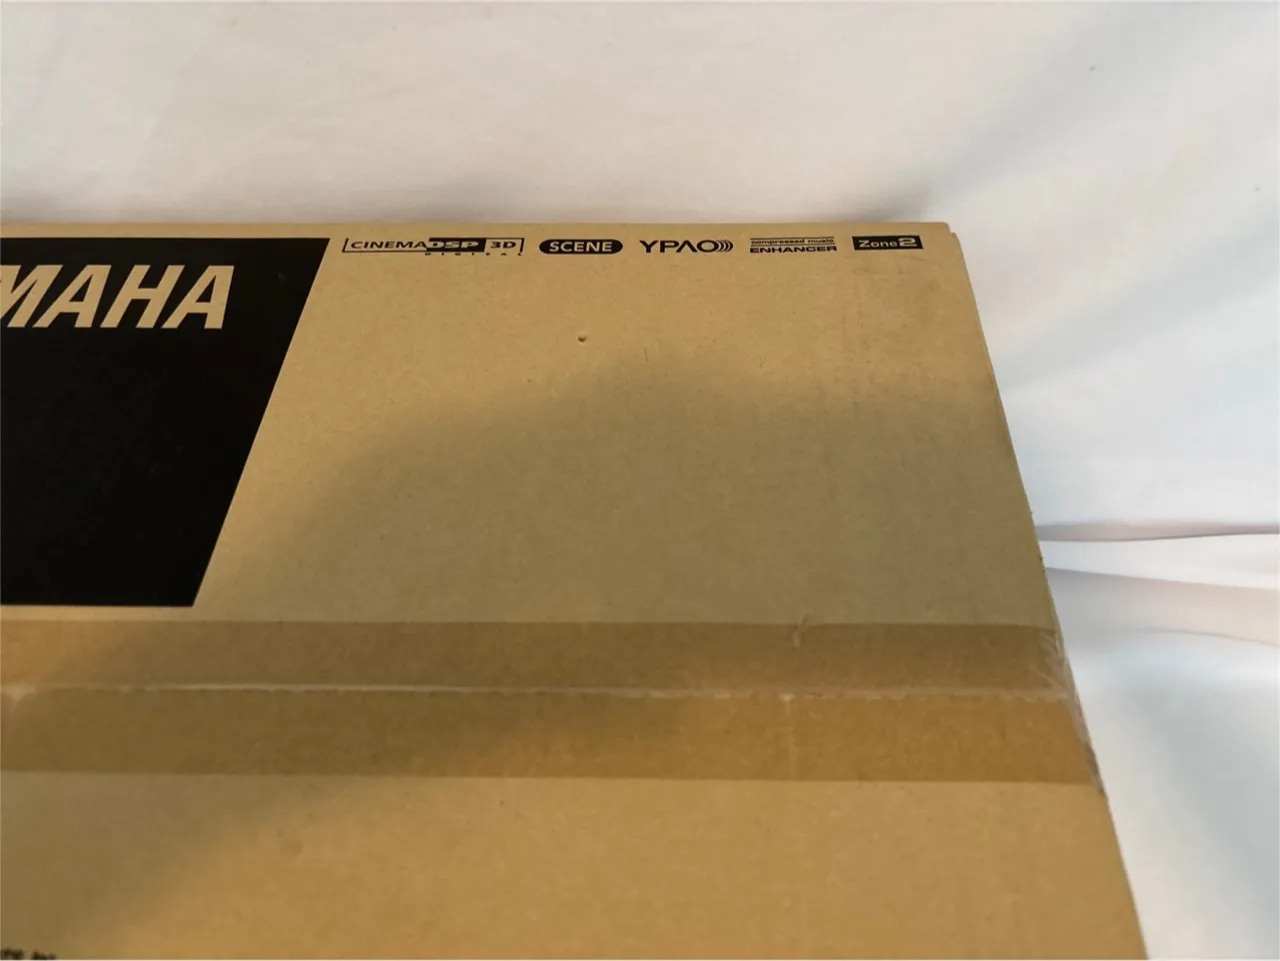 MAHA
CINEMA DSP 3D
DIGITAL
SCENE
YPAO
compressed music
ENHANCER
Zone2